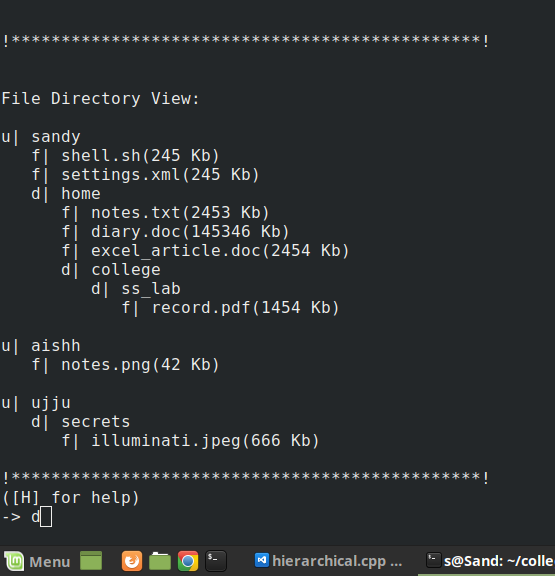 !***********************************************!
File Directory View:
u| sandy
f| shell.sh(245 Kb)
f| settings.xml(245 Kb)
d| home
f| notes.txt(2453 Kb)
f| diary.doc(145346 Kb)
f| excel_article.doc(2454 Kb)
d| college
d| ss_lab
f| record.pdf(1454 Kb)
u| aishh
f| notes.png(42 Kb)
u| ujju
d| secrets
f| illuminati.jpeg(666 Kb)
!***********************************************!
([H] for help)
-> d
Menu hierarchical.cpp ... s@Sand: ~/colle